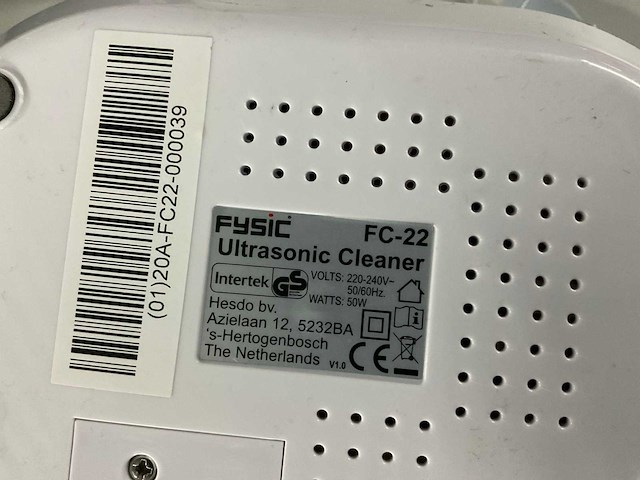 (01)20A-FC22-000039
FYSIC FC-22
Ultrasonic Cleaner
Intertek GS VOLTS: 220-240V~
50/60Hz.
WATTS: 50W
Hesdo bv.
Azielaan 12, 5232BA
's-Hertogenbosch
The Netherlands V1.0 CE